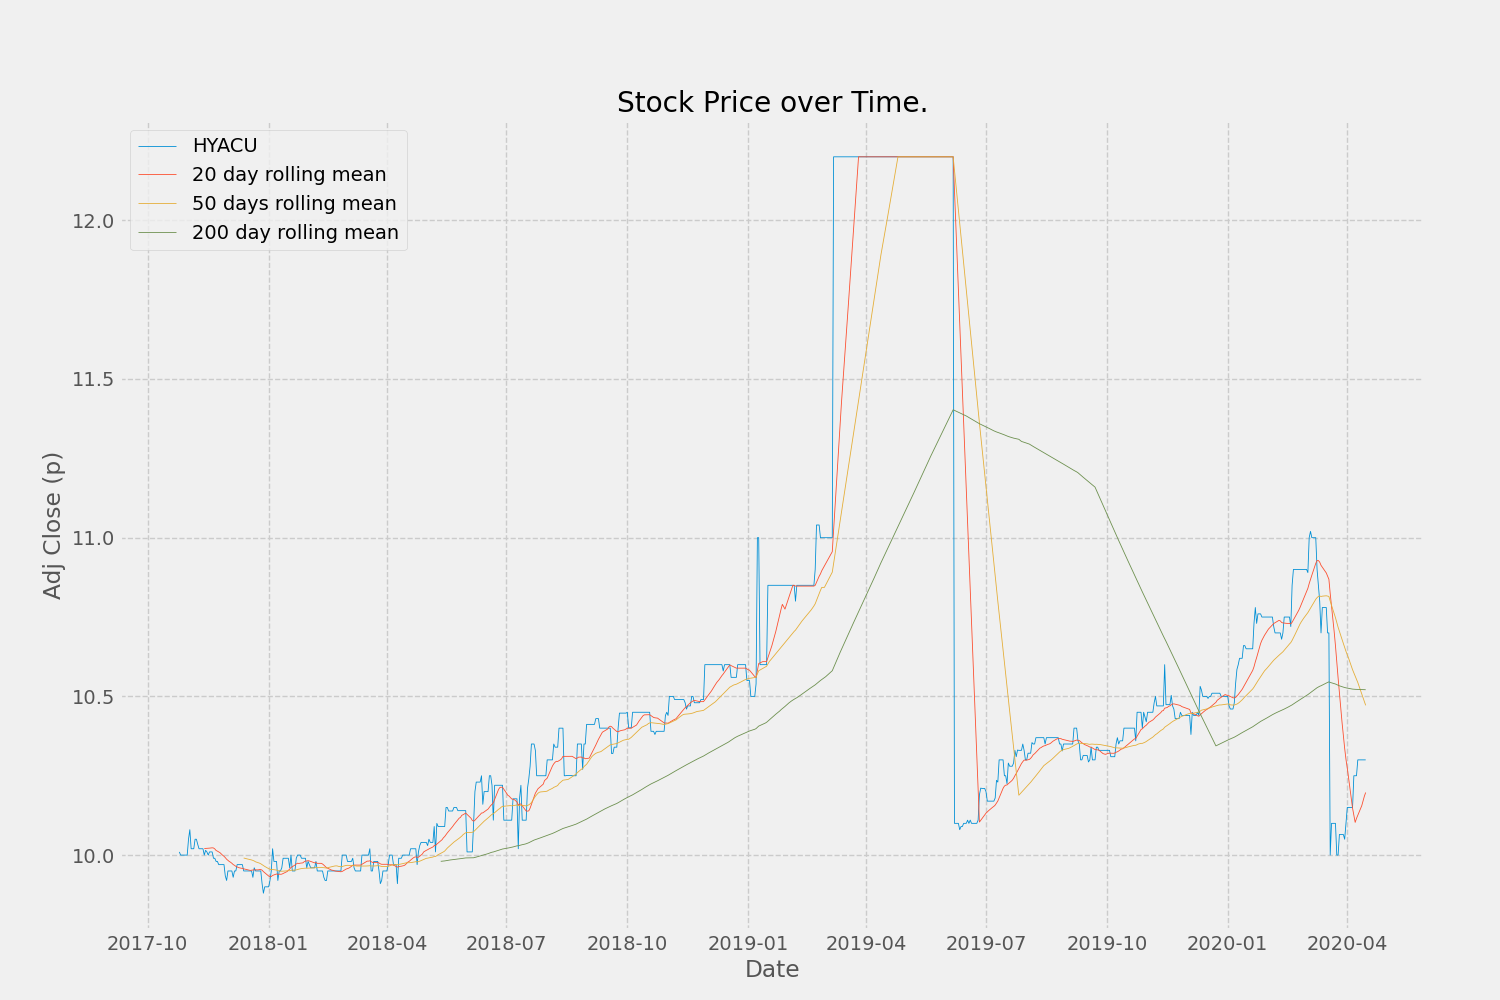 Stock Price over Time.
HYACU
20 day rolling mean
50 days rolling mean
200 day rolling mean
12.0
11.5
11.0
10.5
10.0
Adj Close (p)
2017-10 2018-01 2018-04 2018-07 2018-10 2019-01 2019-04 2019-07 2019-10 2020-01 2020-04
Date